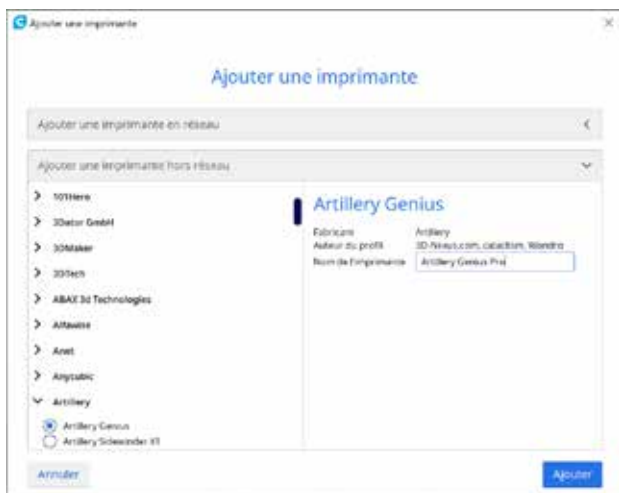 Ajouter une imprimante
Ajouter une imprimante
Ajouter une imprimante en réseau
Ajouter une imprimante hors réseau
101Hero
3Dator GmbH
3DMaker
3DTech
ABAX 3d Technologies
Alfawise
Anet
Anycubic
Artillery
Artillery Genius
Artillery Sidewinder X1
Artillery Genius
Fabricant Artillery
Auteur du profil 3D-Nexus.com, cataclism, Wondro
Nom de l'imprimante Artillery Genius Pro
Annuler
Ajouter